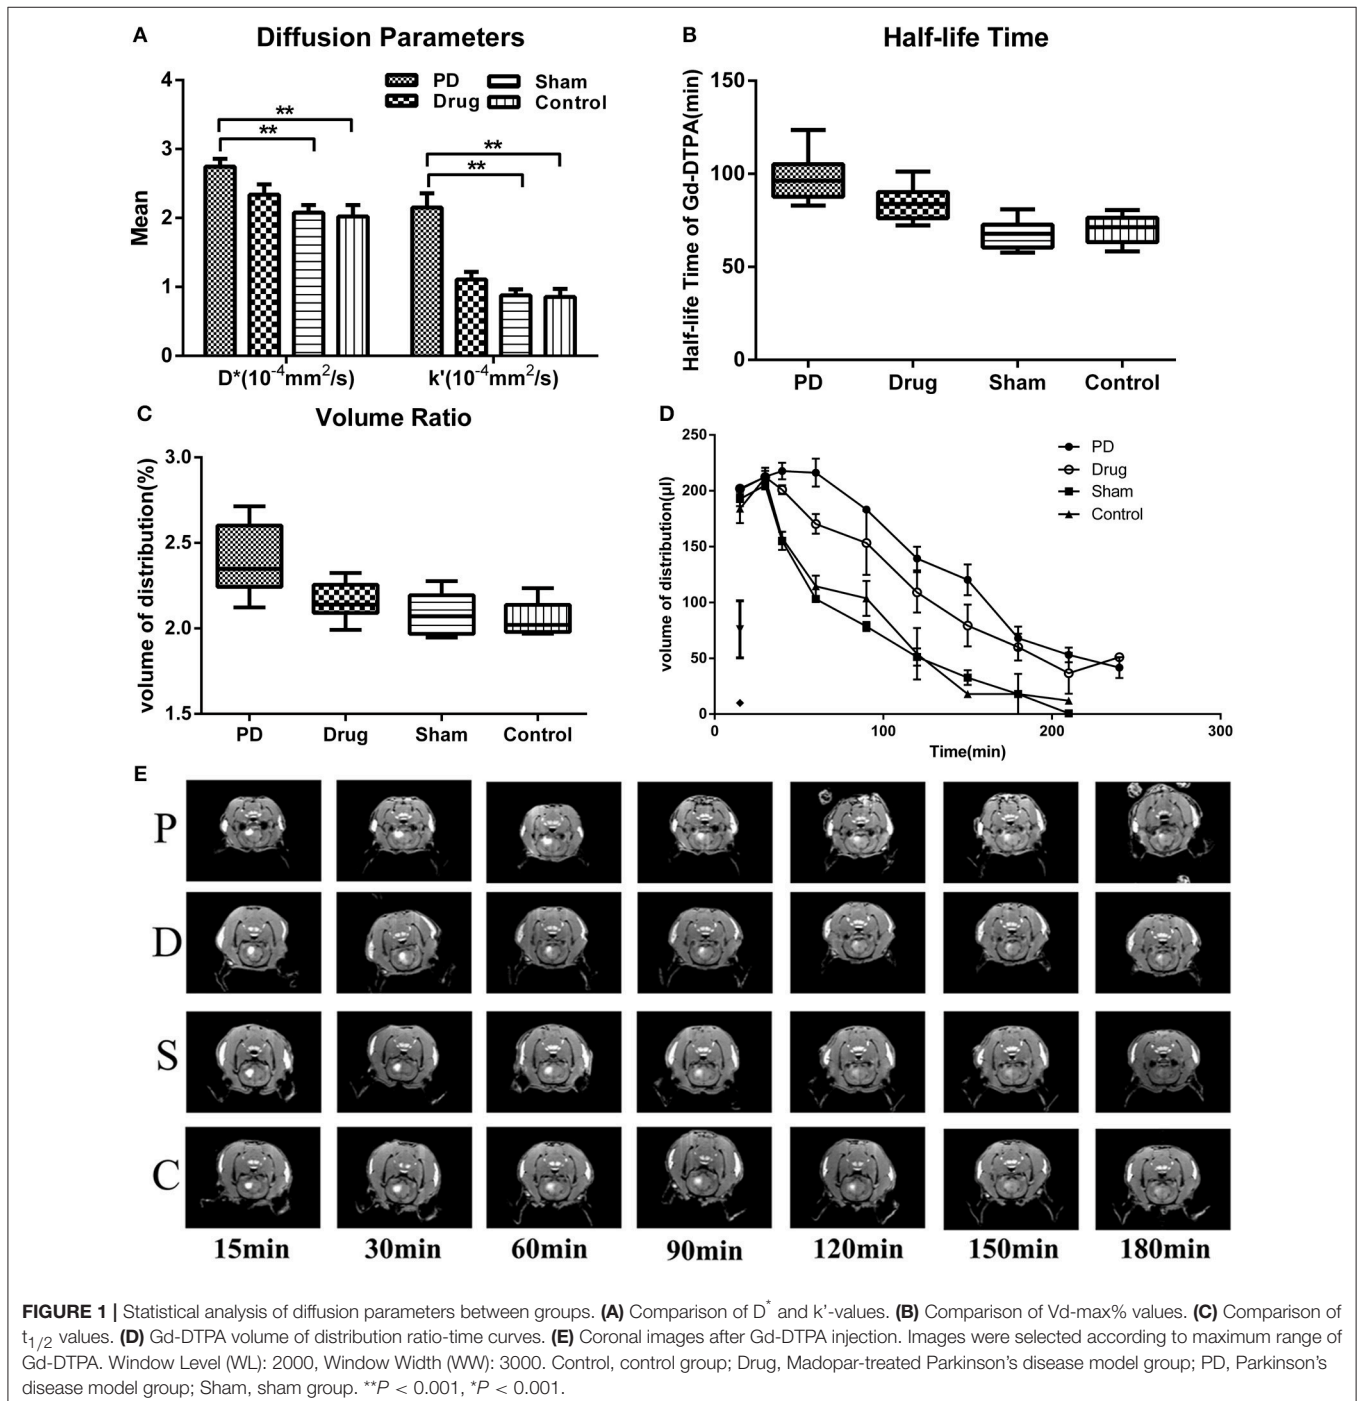 A
Diffusion Parameters
PD
Sham
Drug
Control
4
3
2
1
0
Mean
**
**
**
**
D*(10⁻⁴mm²/s)
k'(10⁻⁴mm²/s)
B
Half-life Time
Half-life Time of Gd-DTPA(min)
150
100
50
0
PD
Drug
Sham
Control
C
Volume Ratio
volume of distribution(%)
3.0
2.5
2.0
1.5
PD
Drug
Sham
Control
D
volume of distribution(µl)
250
200
150
100
50
0
PD
Drug
Sham
Control
0
100
200
300
Time(min)
E
P
D
S
C
15min
30min
60min
90min
120min
150min
180min
FIGURE 1 | Statistical analysis of diffusion parameters between groups. (A) Comparison of D* and k'-values. (B) Comparison of Vd-max% values. (C) Comparison of
t1/2 values. (D) Gd-DTPA volume of distribution ratio-time curves. (E) Coronal images after Gd-DTPA injection. Images were selected according to maximum range of
Gd-DTPA. Window Level (WL): 2000, Window Width (WW): 3000. Control, control group; Drug, Madopar-treated Parkinson's disease model group; PD, Parkinson's
disease model group; Sham, sham group. **P < 0.001, *P < 0.001.